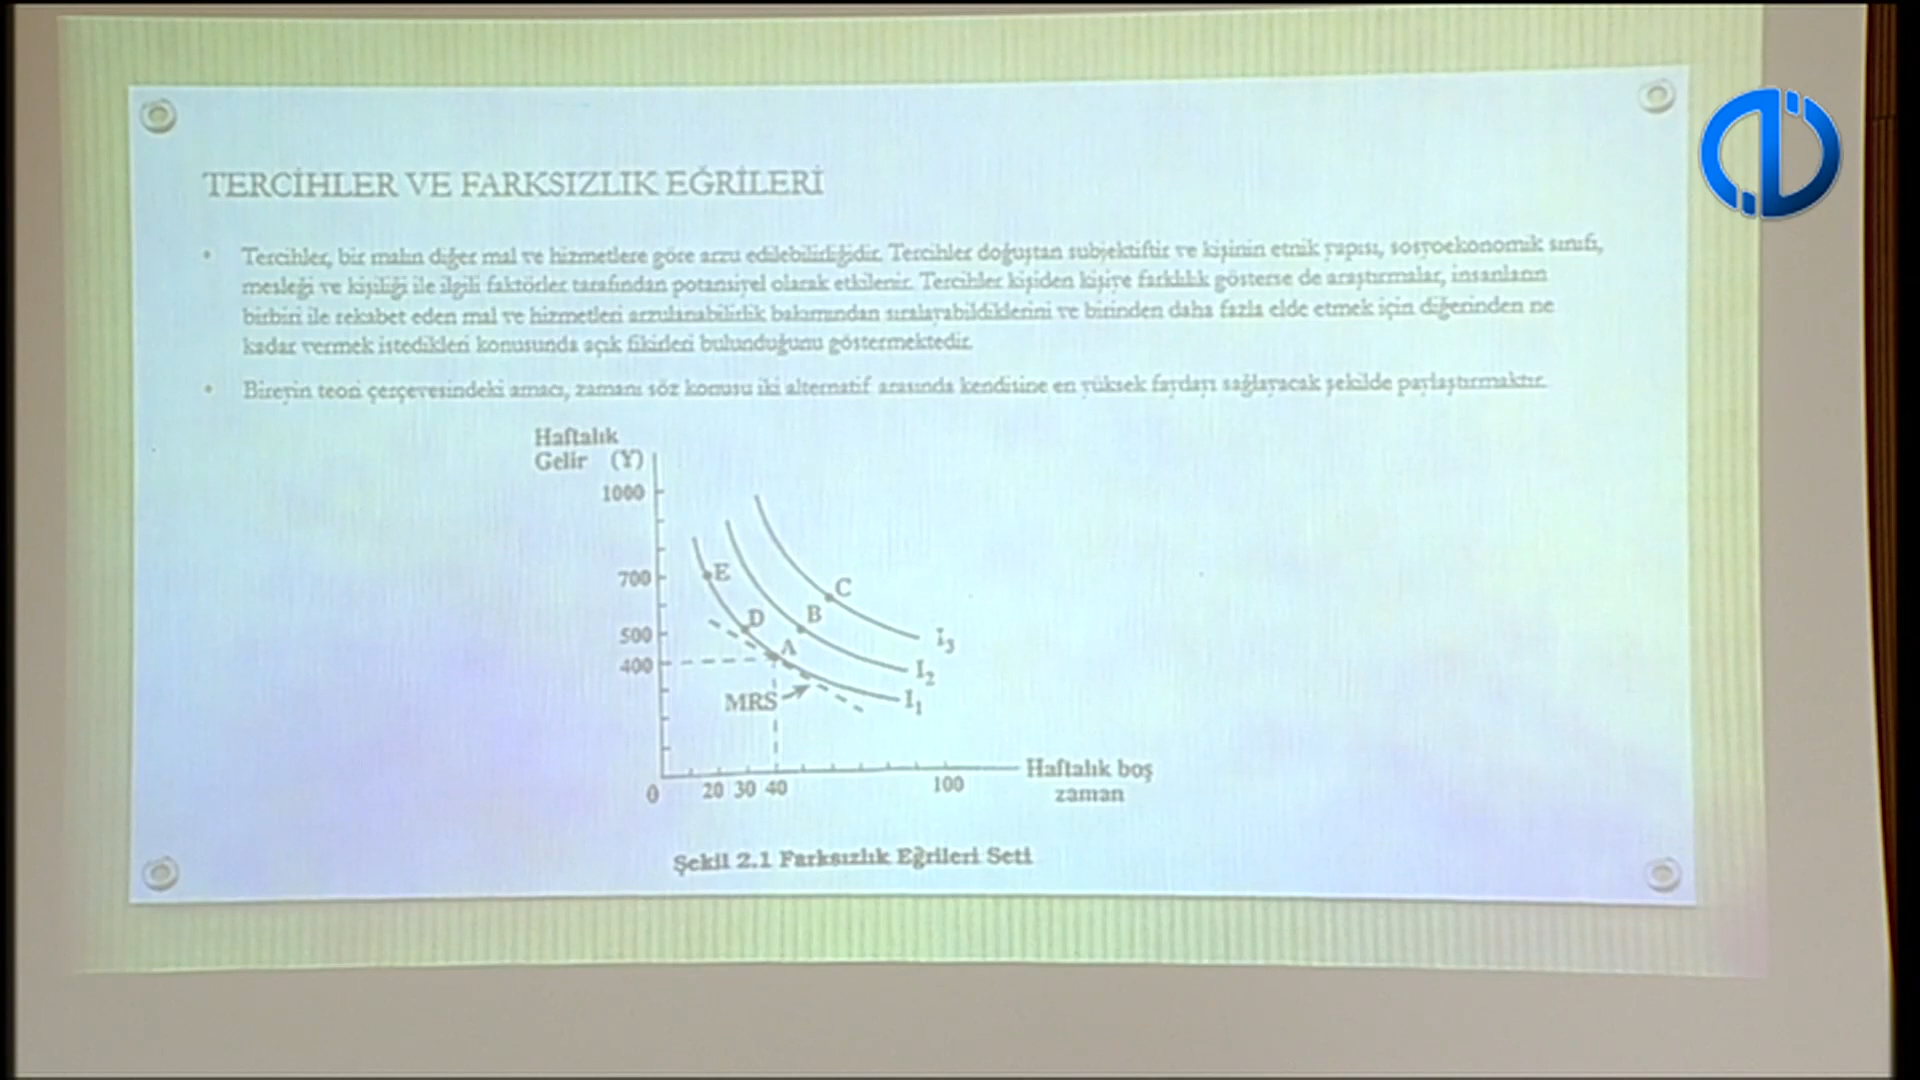 TERCİHLER VE FARKSIZLIK EĞRİLERİ
• Tercihler, bir malın diğer mal ve hizmetlere göre arzu edilebilirliğidir. Tercihler doğuştan subjektiftir ve kişinin etnik yapısı, sosyoekonomik sınıfı,
mesleği ve kişiliği ile ilgili faktörler tarafından potansiyel olarak etkilenir. Tercihler kişiden kişiye farklılık gösterse de araştırmalar, insanların
birbiri ile rekabet eden mal ve hizmetleri arzulanabilirlik bakımından sıralayabildiklerini ve birinden daha fazla elde etmek için diğerinden ne
kadar vermek istedikleri konusunda açık fikirleri bulunduğunu göstermektedir.
• Bireyin teori çerçevesindeki amacı, zamanı söz konusu iki alternatif arasında kendisine en yüksek faydayı sağlayacak şekilde paylaştırmaktır.
Haftalık
Gelir (Y)
1000
700
500
400
E
D
A
B
C
I3
I2
I1
MRS
0 20 30 40 100
Haftalık boş
zaman
Şekil 2.1 Farksızlık Eğrileri Seti